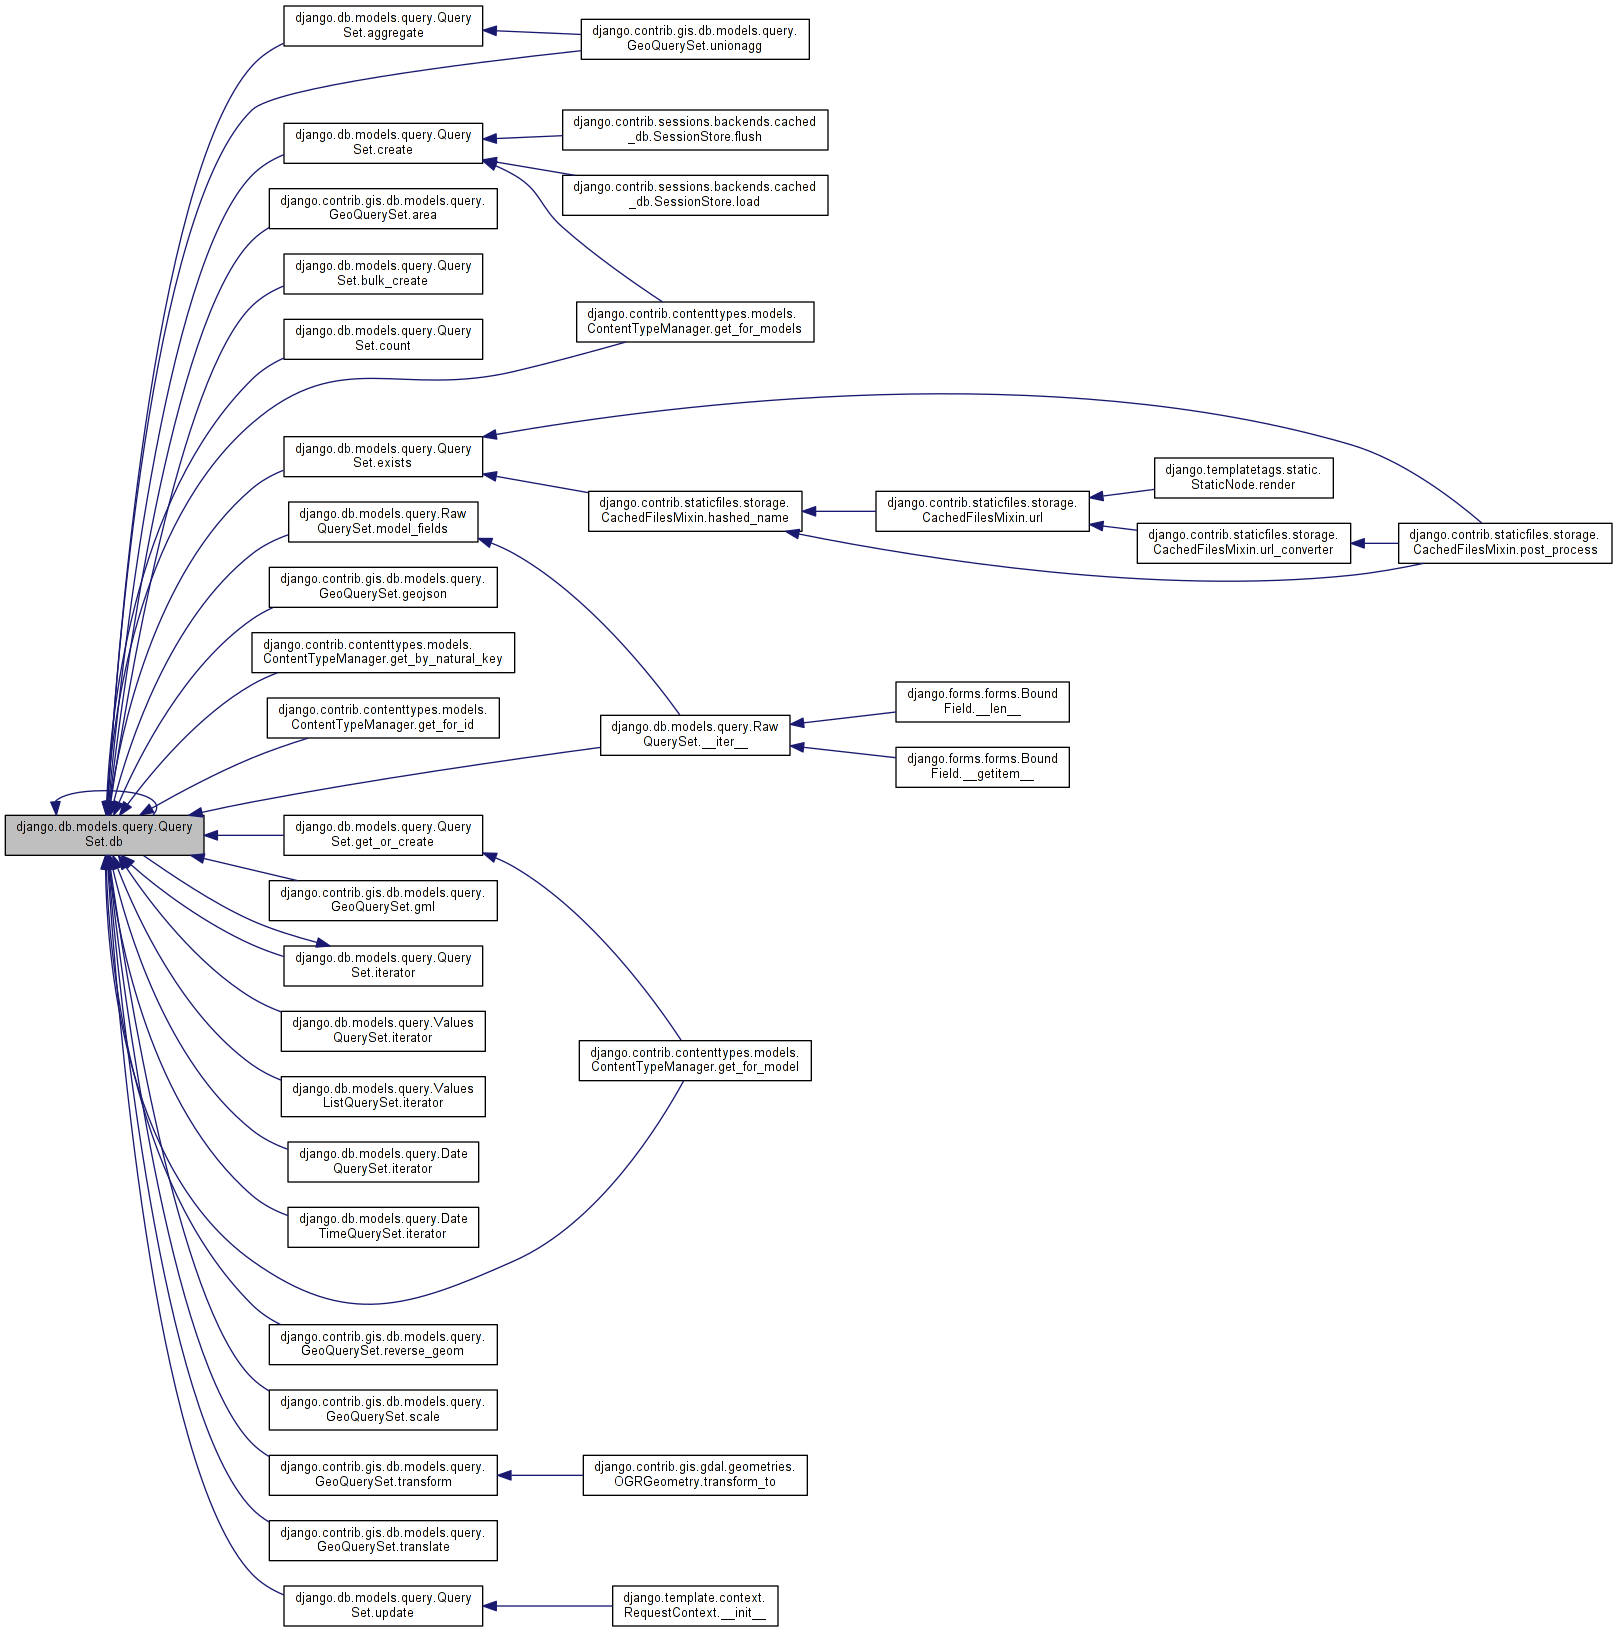 django.db.models.query.Query
Set.aggregate
django.contrib.gis.db.models.query.
GeoQuerySet.unionagg
django.db.models.query.Query
Set.create
django.contrib.sessions.backends.cached
_db.SessionStore.flush
django.contrib.sessions.backends.cached
_db.SessionStore.load
django.contrib.gis.db.models.query.
GeoQuerySet.area
django.db.models.query.Query
Set.bulk_create
django.contrib.contenttypes.models.
ContentTypeManager.get_for_models
django.db.models.query.Query
Set.count
django.db.models.query.Query
Set.exists
django.contrib.staticfiles.storage.
CachedFilesMixin.hashed_name
django.contrib.staticfiles.storage.
CachedFilesMixin.url
django.templatetags.static.
StaticNode.render
django.contrib.staticfiles.storage.
CachedFilesMixin.url_converter
django.contrib.staticfiles.storage.
CachedFilesMixin.post_process
django.db.models.query.Raw
QuerySet.model_fields
django.contrib.gis.db.models.query.
GeoQuerySet.geojson
django.contrib.contenttypes.models.
ContentTypeManager.get_by_natural_key
django.contrib.contenttypes.models.
ContentTypeManager.get_for_id
django.db.models.query.Raw
QuerySet.__iter__
django.forms.forms.Bound
Field.__len__
django.forms.forms.Bound
Field.__getitem__
django.db.models.query.Query
Set.db
django.db.models.query.Query
Set.get_or_create
django.contrib.gis.db.models.query.
GeoQuerySet.gml
django.db.models.query.Query
Set.iterator
django.db.models.query.Values
QuerySet.iterator
django.contrib.contenttypes.models.
ContentTypeManager.get_for_model
django.db.models.query.Values
ListQuerySet.iterator
django.db.models.query.Date
QuerySet.iterator
django.db.models.query.Date
TimeQuerySet.iterator
django.contrib.gis.db.models.query.
GeoQuerySet.reverse_geom
django.contrib.gis.db.models.query.
GeoQuerySet.scale
django.contrib.gis.db.models.query.
GeoQuerySet.transform
django.contrib.gis.gdal.geometries.
OGRGeometry.transform_to
django.contrib.gis.db.models.query.
GeoQuerySet.translate
django.db.models.query.Query
Set.update
django.template.context.
RequestContext.__init__